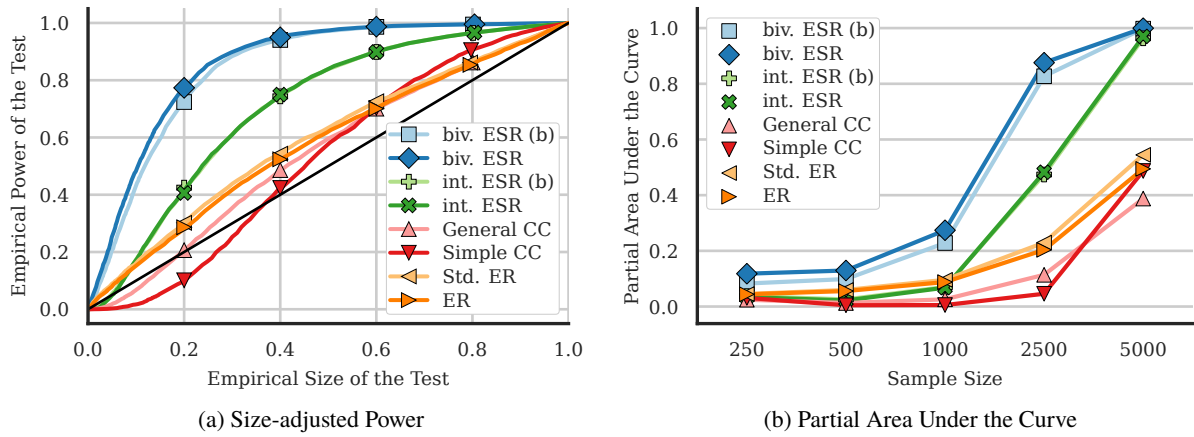 Empirical Power of the Test
1.0
0.8
0.6
0.4
0.2
0.0
biv. ESR (b)
biv. ESR
int. ESR (b)
int. ESR
General CC
Simple CC
Std. ER
ER
0.0 0.2 0.4 0.6 0.8 1.0
Empirical Size of the Test
(a) Size-adjusted Power
Partial Area Under the Curve
1.0
0.8
0.6
0.4
0.2
0.0
biv. ESR (b)
biv. ESR
int. ESR (b)
int. ESR
General CC
Simple CC
Std. ER
ER
250 500 1000 2500 5000
Sample Size
(b) Partial Area Under the Curve